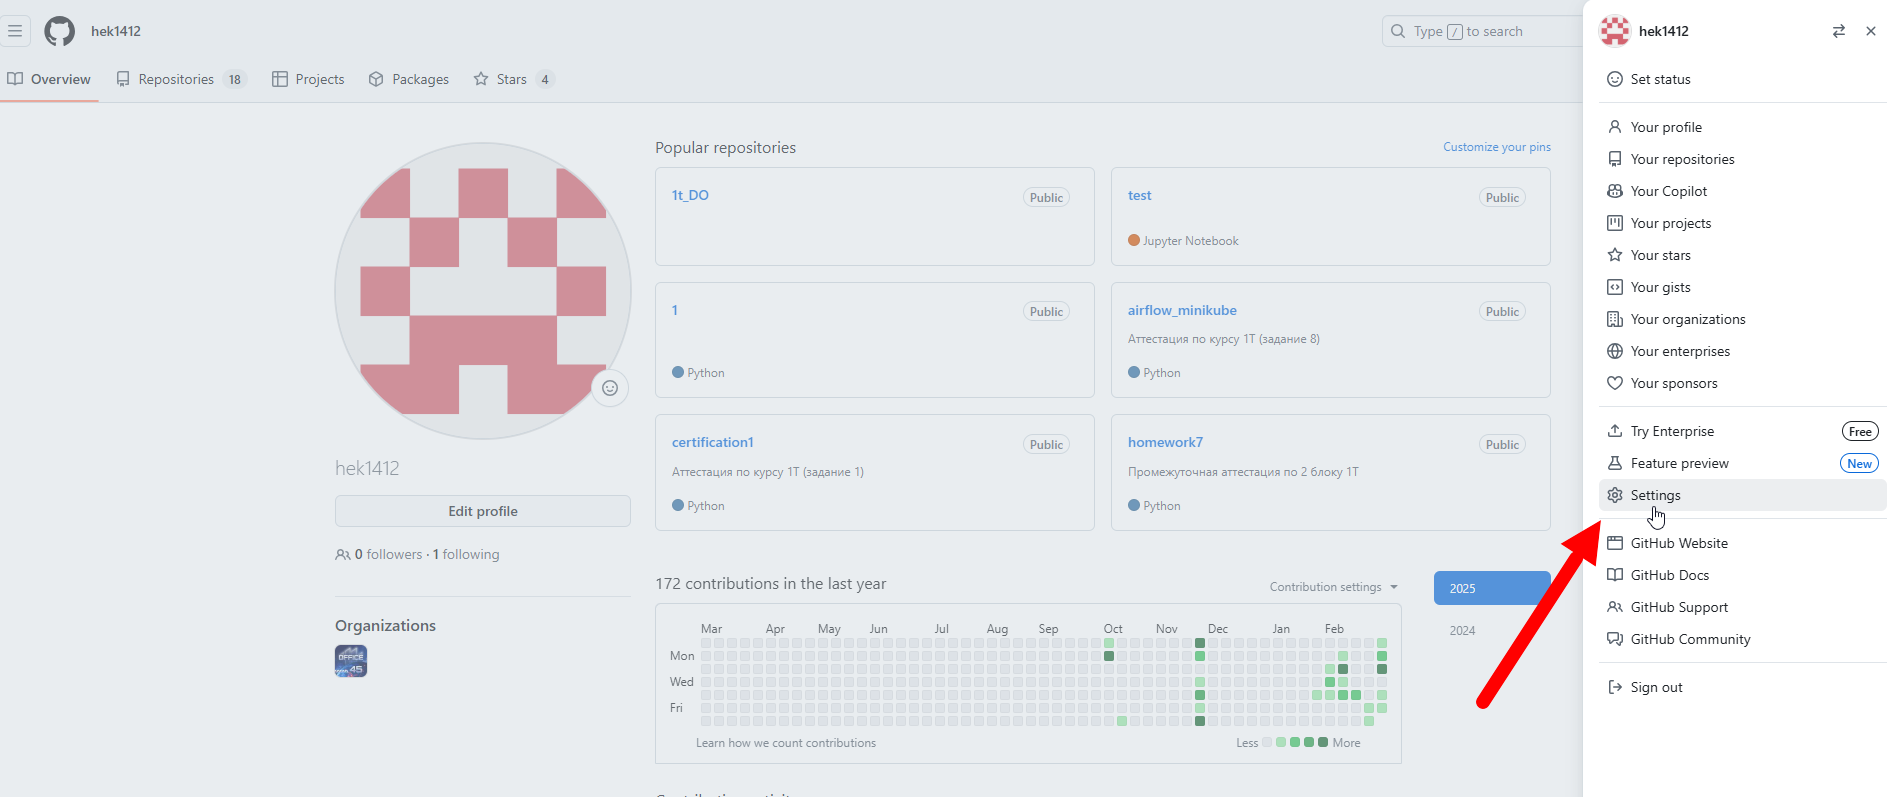 hek1412
Type / to search
Overview
Repositories 18
Projects
Packages
Stars 4
Popular repositories
Customize your pins
1t_DO
Public
test
Public
Jupyter Notebook
1
Public
Python
airflow_minikube
Public
Аттестация по курсу 1Т (задание 8)
Python
certification1
Public
Аттестация по курсу 1Т (задание 1)
Python
homework7
Public
Промежуточная аттестация по 2 блоку 1Т
Python
hek1412
Edit profile
0 followers · 1 following
Organizations
OFFICE
45
172 contributions in the last year
Contribution settings
2025
2024
Mar Apr May Jun Jul Aug Sep Oct Nov Dec Jan Feb
Mon
Wed
Fri
Learn how we count contributions
Less
More
hek1412
Set status
Your profile
Your repositories
Your Copilot
Your projects
Your stars
Your gists
Your organizations
Your enterprises
Your sponsors
Try Enterprise Free
Feature preview New
Settings
GitHub Website
GitHub Docs
GitHub Support
GitHub Community
Sign out